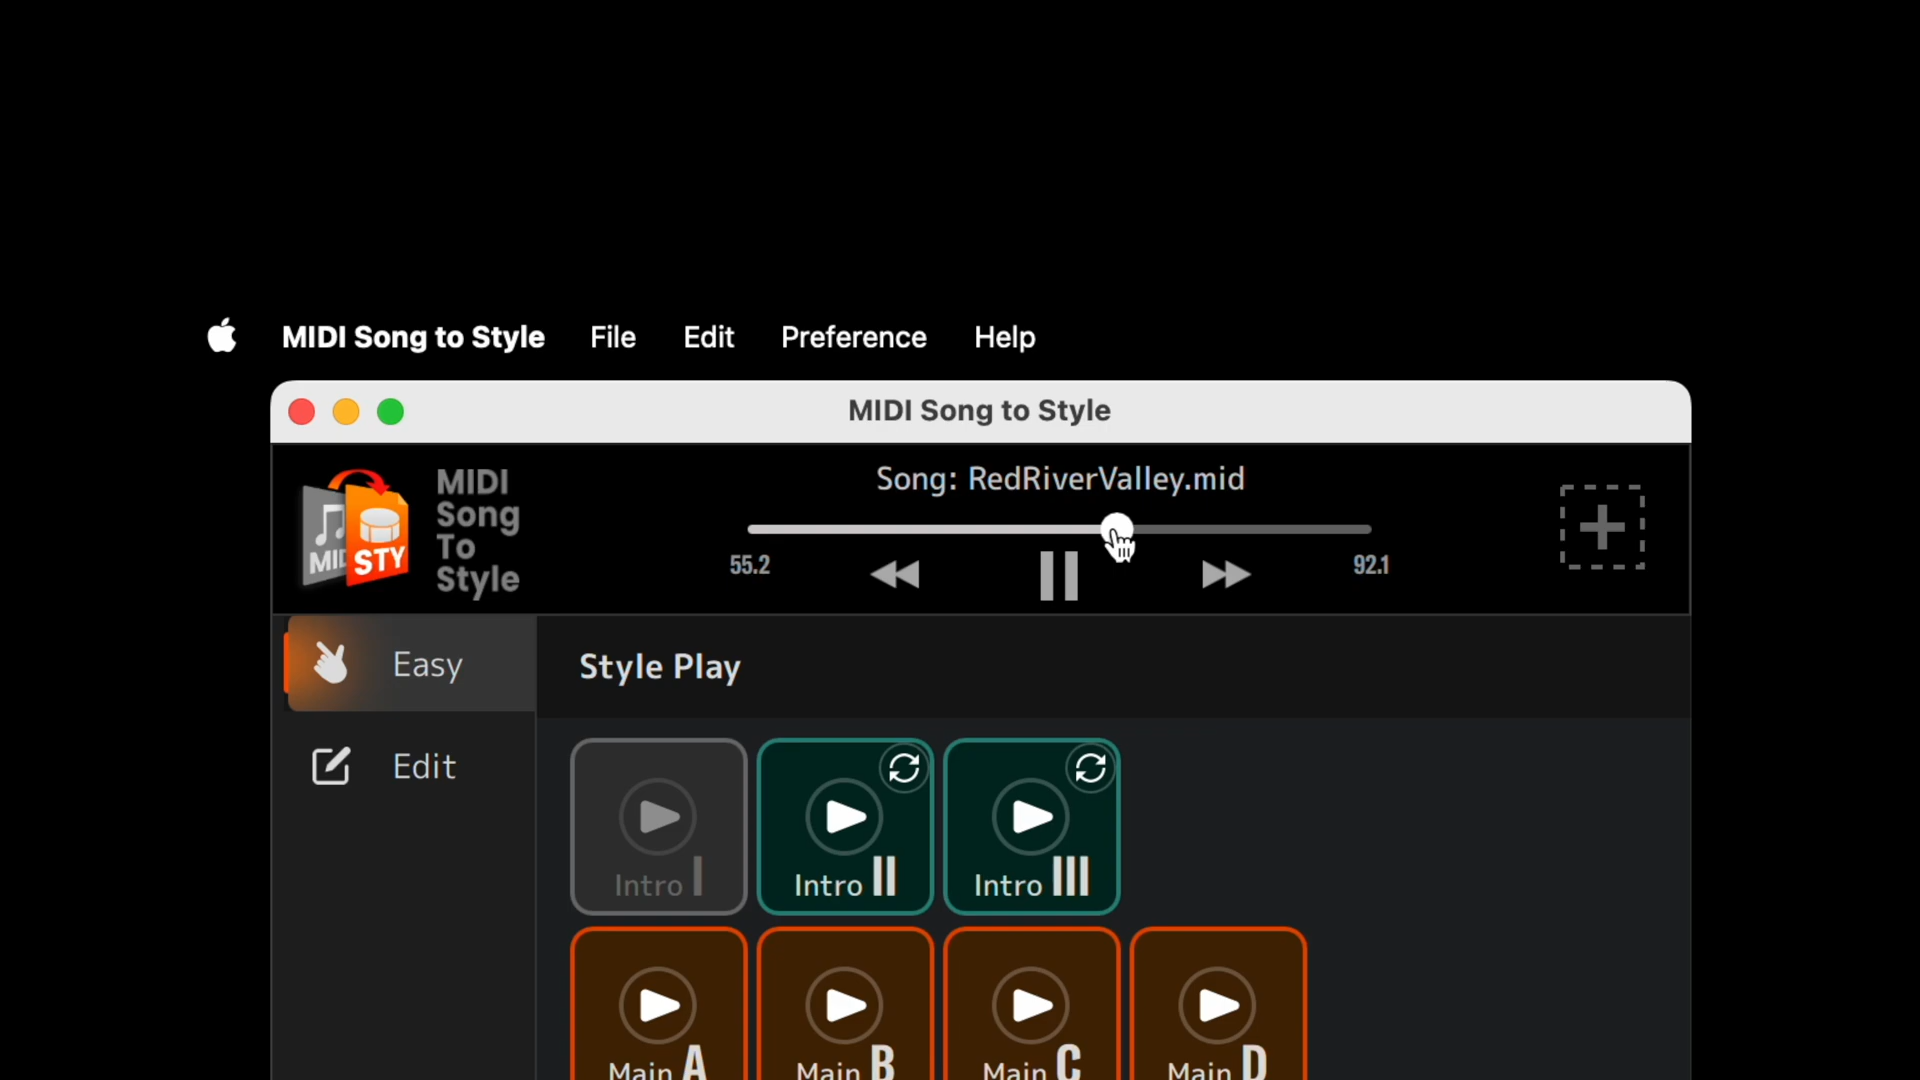 MIDI Song to Style File Edit Preference Help
MIDI Song to Style
MIDI
Song
To
Style
MID
STY
Song: RedRiverValley.mid
55.2
92.1
Easy
Edit
Style Play
Intro I
Intro II
Intro III
Main A
Main B
Main C
Main D